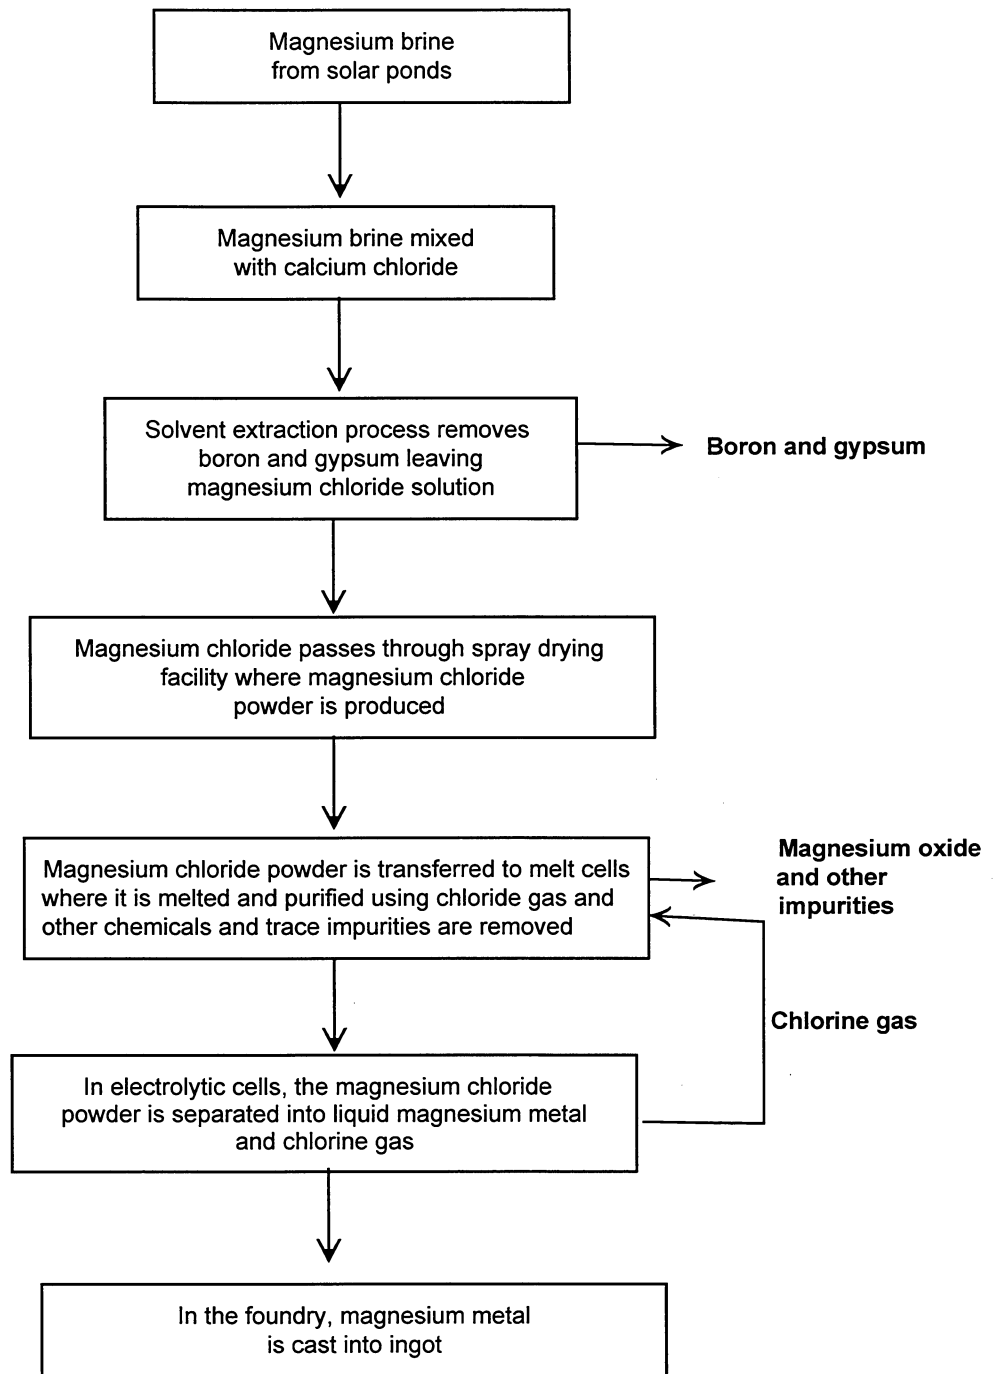 Magnesium brine
from solar ponds
Magnesium brine mixed
with calcium chloride
Solvent extraction process removes
boron and gypsum leaving
magnesium chloride solution
Boron and gypsum
Magnesium chloride passes through spray drying
facility where magnesium chloride
powder is produced
Magnesium chloride powder is transferred to melt cells
where it is melted and purified using chloride gas and
other chemicals and trace impurities are removed
Magnesium oxide
and other
impurities
Chlorine gas
In electrolytic cells, the magnesium chloride
powder is separated into liquid magnesium metal
and chlorine gas
In the foundry, magnesium metal
is cast into ingot